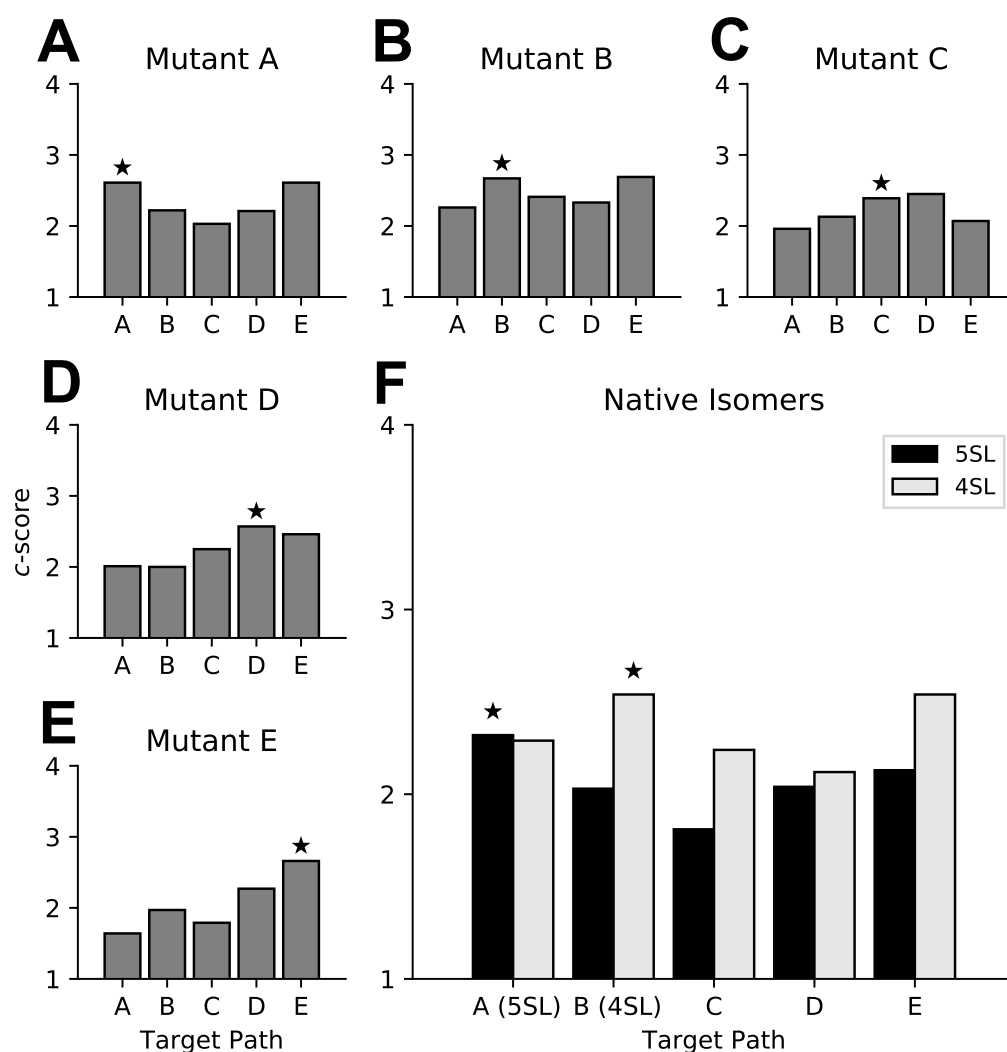 A
Mutant A
4
3
2
1
★
A B C D E
B
Mutant B
4
3
2
1
★
A B C D E
C
Mutant C
4
3
2
1
★
A B C D E
D
Mutant D
c-score
4
3
2
1
★
A B C D E
E
Mutant E
4
3
2
1
★
A B C D E
Target Path
F
Native Isomers
5SL
4SL
4
3
2
1
★
★
A (5SL) B (4SL) C D E
Target Path